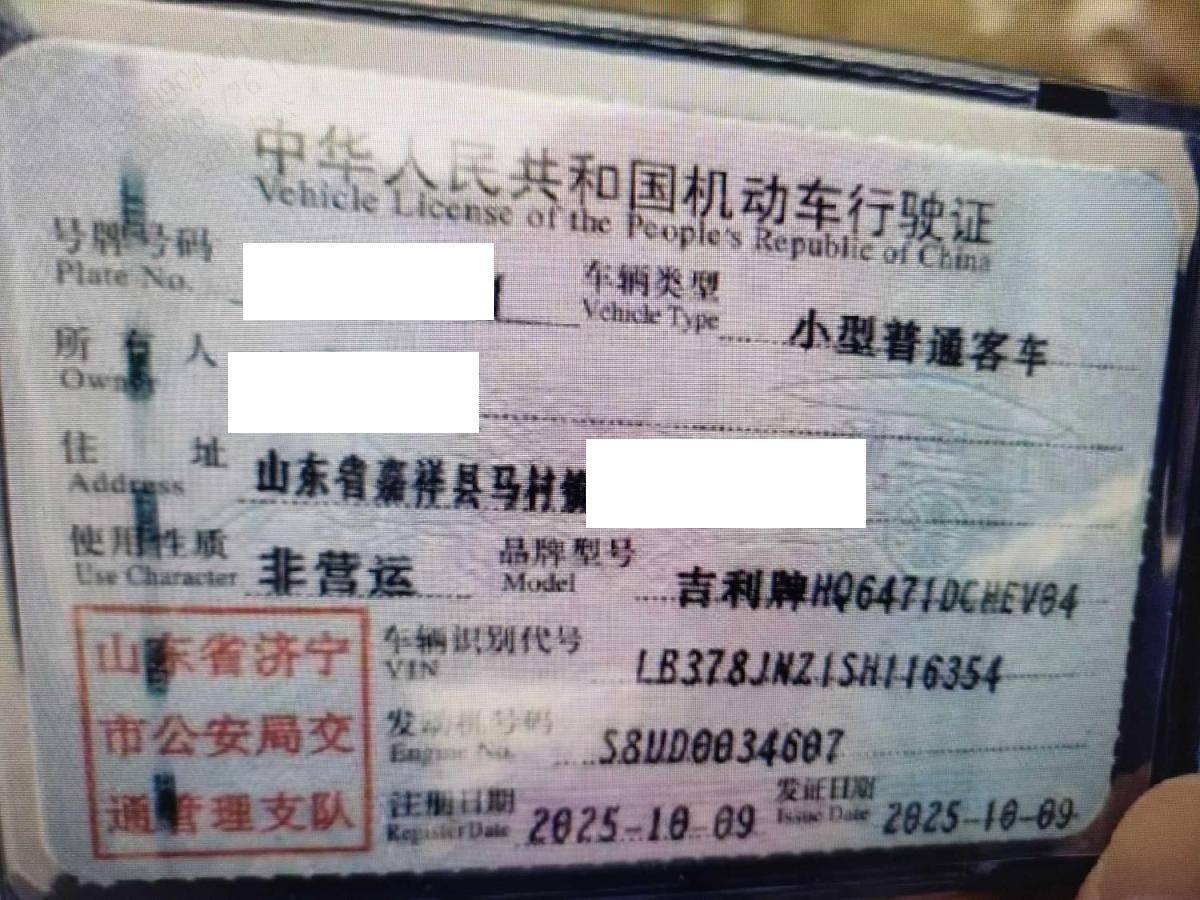 中华人民共和国机动车行驶证
Vehicle License of the People's Republic of China
号牌号码 车辆类型 小型普通客车
Plate No. Vehicle Type
所有人
Owner
住址 山东省嘉祥县马村镇
Address
使用性质 非营运 品牌型号 吉利牌HQ6471DCHEV04
Use Character Model
山东省济宁
市公安局交
通管理支队
车辆识别代号 LB378JNZ1SH116354
VIN
发动机号码 S8UD0034607
Engine No.
注册日期 2025-10-09 发证日期 2025-10-09
Register Date Issue Date